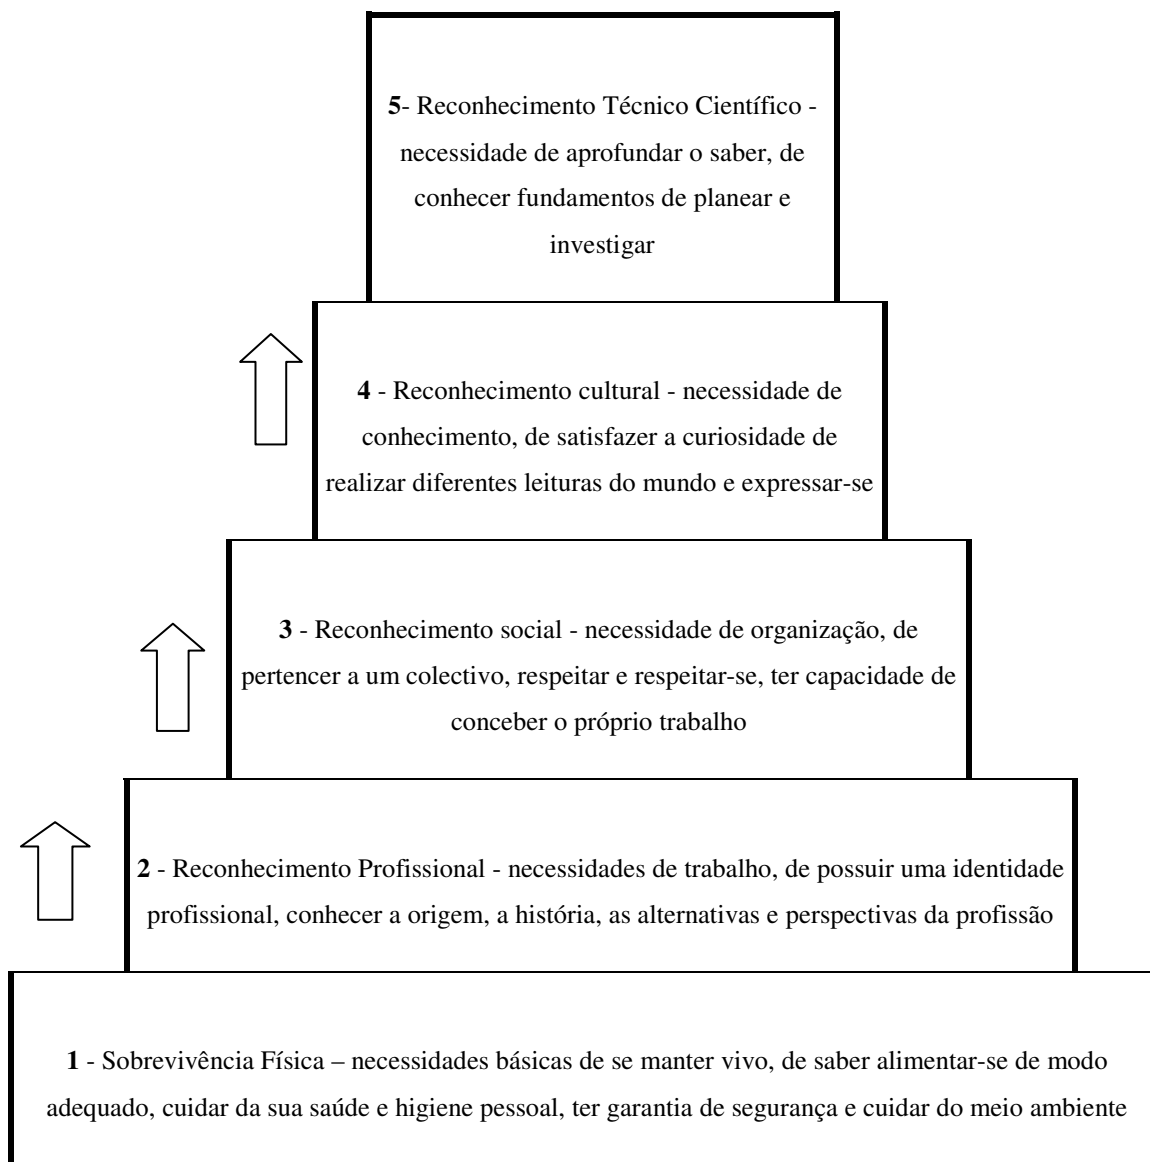 5- Reconhecimento Técnico Científico -
necessidade de aprofundar o saber, de
conhecer fundamentos de planear e
investigar
4 - Reconhecimento cultural - necessidade de
conhecimento, de satisfazer a curiosidade de
realizar diferentes leituras do mundo e expressar-se
3 - Reconhecimento social - necessidade de organização, de
pertencer a um colectivo, respeitar e respeitar-se, ter capacidade de
conceber o próprio trabalho
2 - Reconhecimento Profissional - necessidades de trabalho, de possuir uma identidade
profissional, conhecer a origem, a história, as alternativas e perspectivas da profissão
1 - Sobrevivência Física – necessidades básicas de se manter vivo, de saber alimentar-se de modo
adequado, cuidar da sua saúde e higiene pessoal, ter garantia de segurança e cuidar do meio ambiente